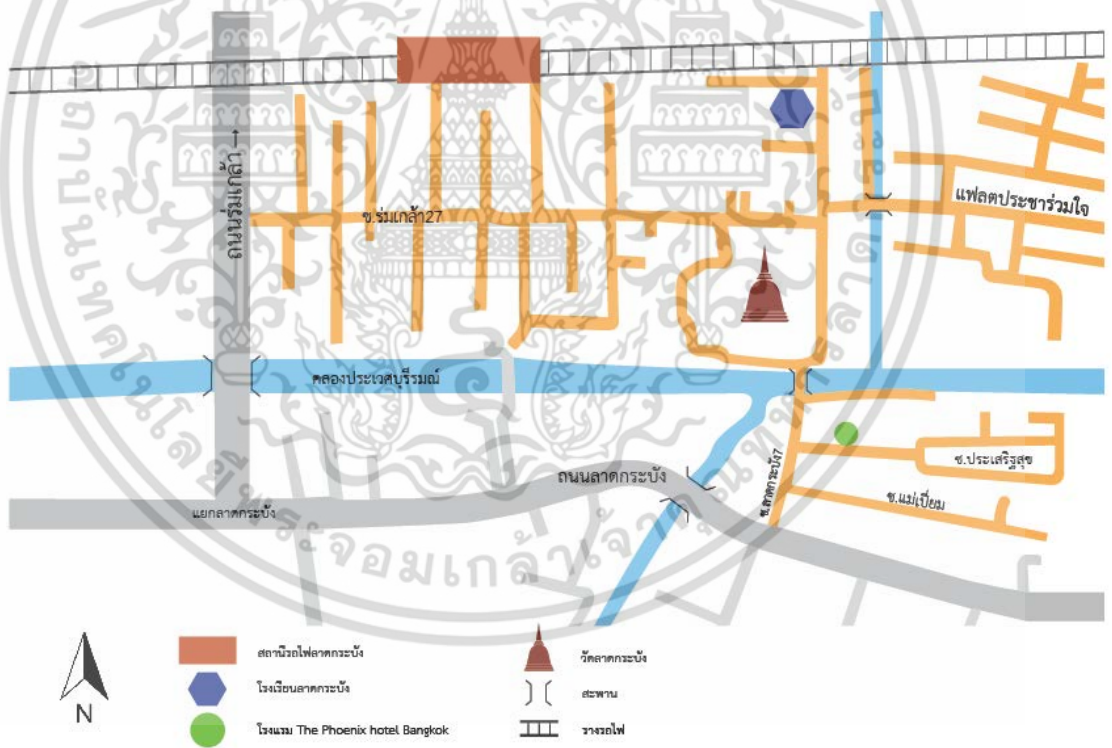 ถนนร่มเกล้า →
ซ.ร่มเกล้า27
แฟลตประชาร่วมใจ
คลองประเวศบุรีรมณ์
ถนนลาดกระบัง
ซ.ลาดกระบัง7
ซ.ประเสริฐสุข
ซ.แม่เปี่ยม
แยกลาดกระบัง
N
สถานีรถไฟลาดกระบัง
โรงเรียนลาดกระบัง
โรงแรม The Phoenix hotel Bangkok
วัดลาดกระบัง
สะพาน
รางรถไฟ